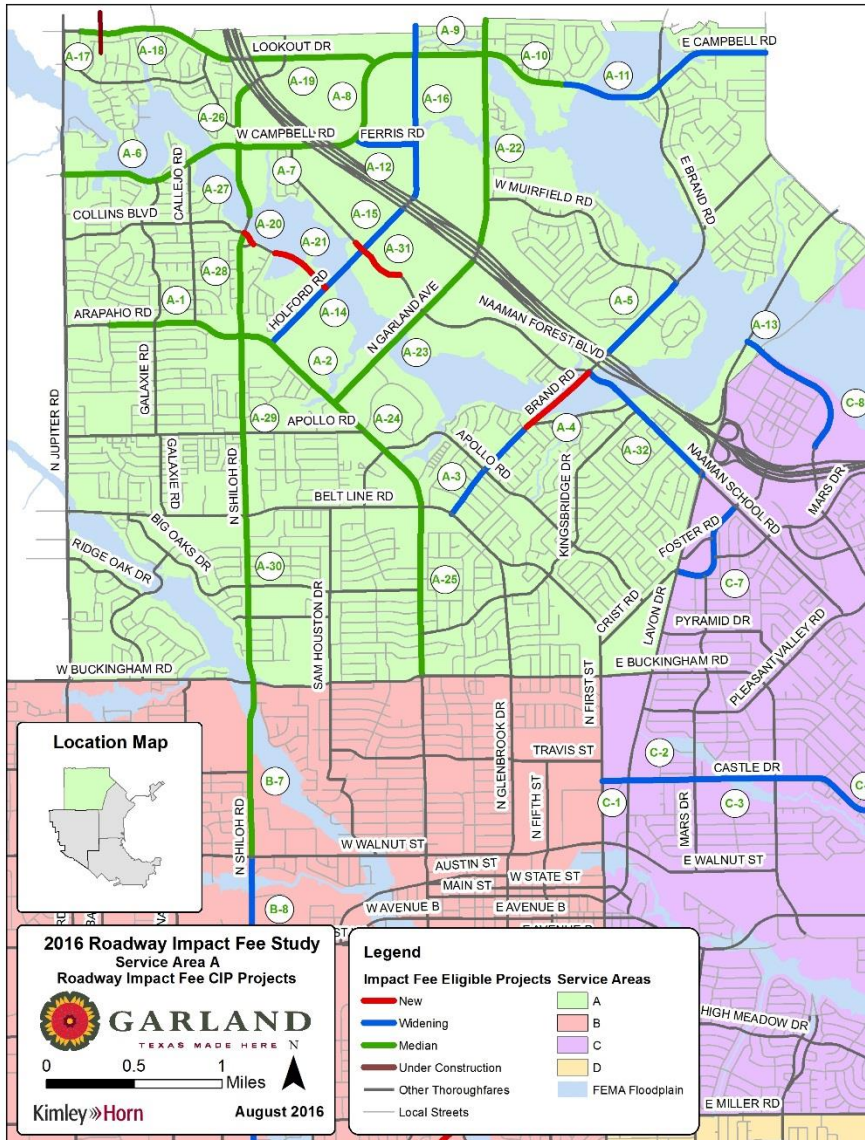 A-17
A-18
LOOKOUT DR
A-9
A-10
E CAMPBELL RD
A-11
A-19
A-8
A-16
A-26
W CAMPBELL RD
FERRIS RD
A-22
A-6
CALLEJO RD
A-7
A-12
W MUIRFIELD RD
E BRAND RD
COLLINS BLVD
A-27
A-20
A-21
A-15
A-31
A-28
HOLFORD RD
A-14
N GARLAND AVE
NAAMAN FOREST BLVD
A-5
A-1
ARAPAHO RD
A-13
GALAXIE RD
A-2
A-23
BRAND RD
C-8
N JUPITER RD
A-29
APOLLO RD
A-24
APOLLO RD
A-4
A-32
NAAMAN SCHOOL RD
MARS DR
GALAXIE RD
N SHILOH RD
BELT LINE RD
A-3
KINGSBRIDGE DR
FOSTER RD
BIG OAKS DR
RIDGE OAK DR
A-30
SAM HOUSTON DR
A-25
CRIST RD
LAVON DR
C-7
PYRAMID DR
PLEASANT VALLEY RD
W BUCKINGHAM RD
E BUCKINGHAM RD
N FIRST ST
Location Map
N SHILOH RD
B-7
N GLENBROOK DR
TRAVIS ST
N FIFTH ST
C-2
CASTLE DR
C-1
MARS DR
C-3
W WALNUT ST
AUSTIN ST
E WALNUT ST
W STATE ST
MAIN ST
B-8
W AVENUE B
E AVENUE B
2016 Roadway Impact Fee Study
Service Area A
Roadway Impact Fee CIP Projects
GARLAND
TEXAS MADE HERE
N
0 0.5 1
Miles
Kimley»Horn
August 2016
Legend
Impact Fee Eligible Projects
New
Widening
Median
Under Construction
Other Thoroughfares
Local Streets
Service Areas
A
B
C
D
FEMA Floodplain
HIGH MEADOW DR
E MILLER RD